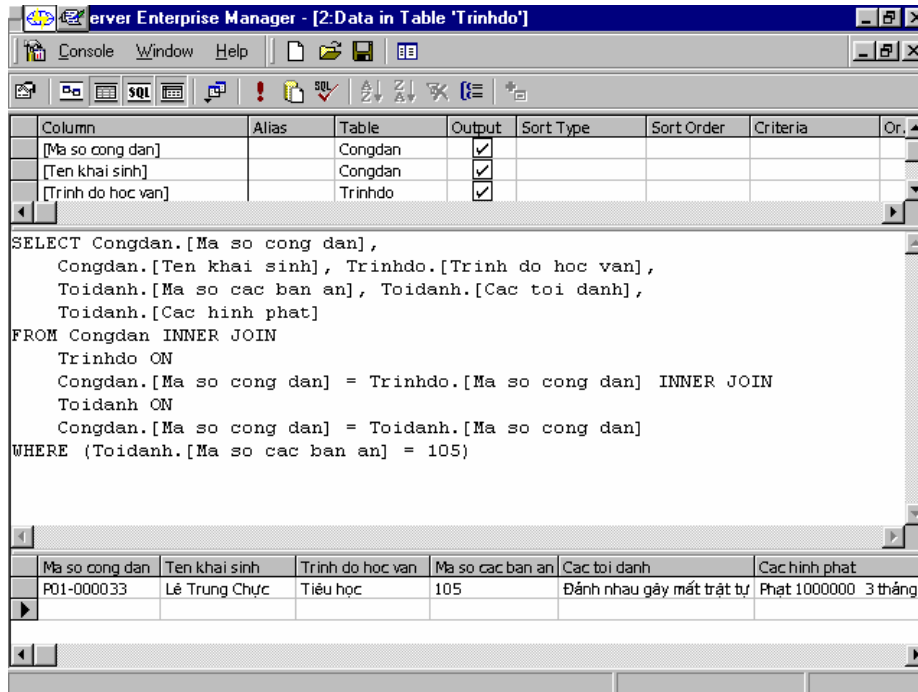 erver Enterprise Manager - [2:Data in Table 'Trinhdo']
Console Window Help
SQL SQL
Column Alias Table Output Sort Type Sort Order Criteria Or.
[Ma so cong dan] Congdan
[Ten khai sinh] Congdan
[Trinh do hoc van] Trinhdo
SELECT Congdan.[Ma so cong dan],
Congdan.[Ten khai sinh], Trinhdo.[Trinh do hoc van],
Toidanh.[Ma so cac ban an], Toidanh.[Cac toi danh],
Toidanh.[Cac hinh phat]
FROM Congdan INNER JOIN
Trinhdo ON
Congdan.[Ma so cong dan] = Trinhdo.[Ma so cong dan] INNER JOIN
Toidanh ON
Congdan.[Ma so cong dan] = Toidanh.[Ma so cong dan]
WHERE (Toidanh.[Ma so cac ban an] = 105)
Ma so cong dan Ten khai sinh Trinh do hoc van Ma so cac ban an Cac toi danh Cac hinh phat
P01-000033 Lê Trung Chực Tiểu học 105 Đánh nhau gây mất trật tự Phạt 1000000 3 tháng